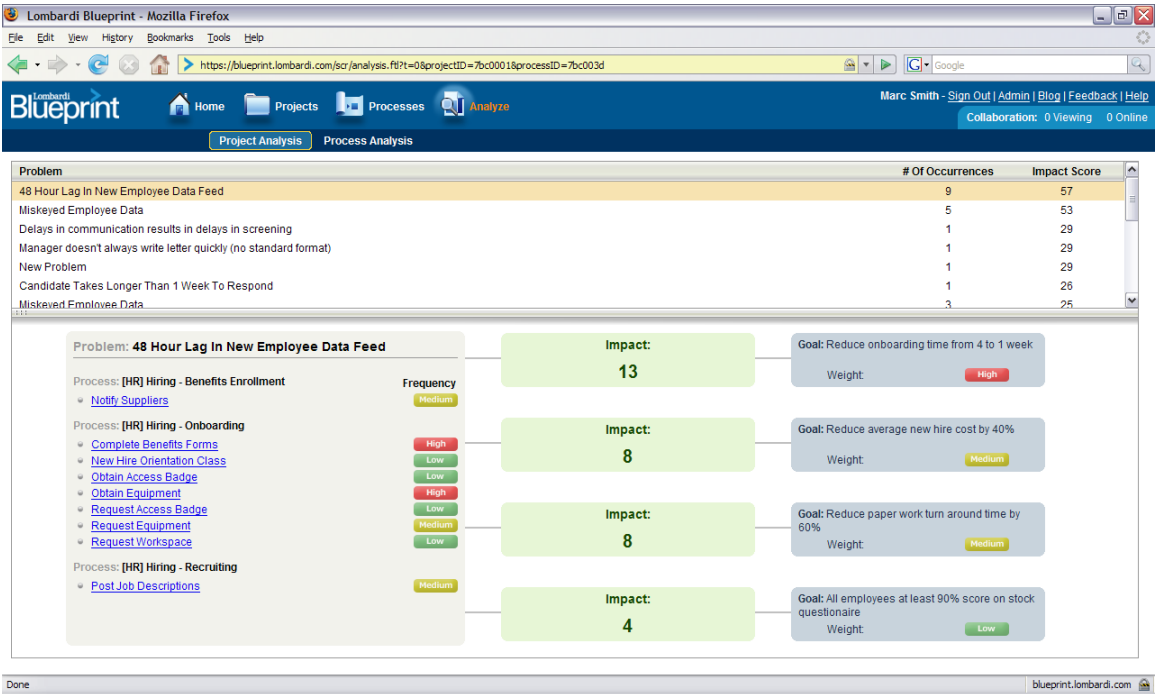 Lombardi Blueprint - Mozilla Firefox
File Edit View History Bookmarks Tools Help
https://blueprint.lombardi.com/scr/analysis.ftl?t=0&projectID=7bc0001&processID=7bc003d
G Google
Lombardi
Blueprint
Home Projects Processes Analyze
Marc Smith - Sign Out | Admin | Blog | Feedback | Help
Collaboration: 0 Viewing 0 Online
Project Analysis Process Analysis
Problem # Of Occurrences Impact Score
48 Hour Lag In New Employee Data Feed 9 57
Miskeyed Employee Data 5 53
Delays in communication results in delays in screening 1 29
Manager doesn't always write letter quickly (no standard format) 1 29
New Problem 1 29
Candidate Takes Longer Than 1 Week To Respond 1 26
Miskeyed Employee Data 3 25
Problem: 48 Hour Lag In New Employee Data Feed
Process: [HR] Hiring - Benefits Enrollment Frequency
Notify Suppliers Medium
Process: [HR] Hiring - Onboarding
Complete Benefits Forms High
New Hire Orientation Class Low
Obtain Access Badge Low
Obtain Equipment High
Request Access Badge Low
Request Equipment Medium
Request Workspace Low
Process: [HR] Hiring - Recruiting
Post Job Descriptions Medium
Impact:
13
Goal: Reduce onboarding time from 4 to 1 week
Weight: High
Impact:
8
Goal: Reduce average new hire cost by 40%
Weight: Medium
Impact:
8
Goal: Reduce paper work turn around time by
60%
Weight: Medium
Impact:
4
Goal: All employees at least 90% score on stock
questionaire
Weight: Low
Done blueprint.lombardi.com